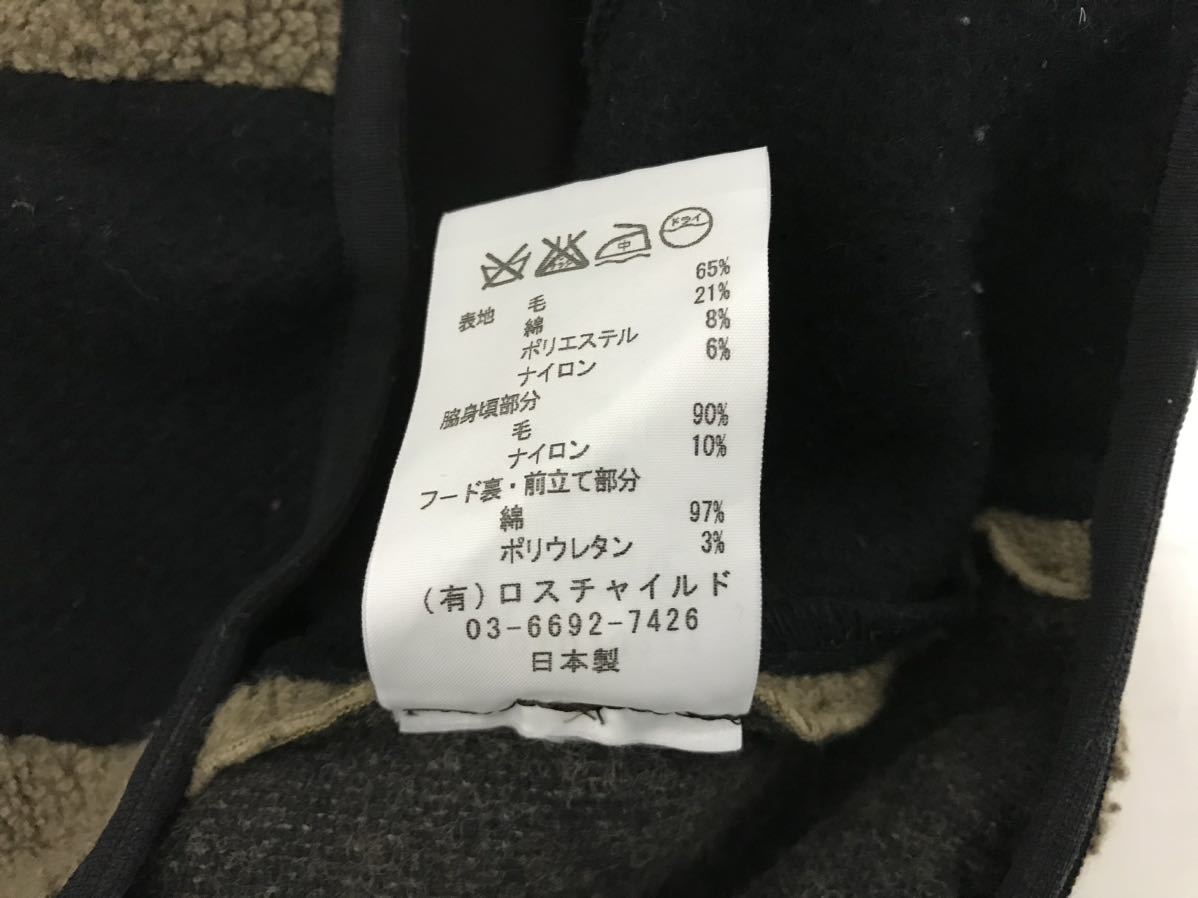 ドライ
中
表地 毛 65%
綿 21%
ポリエステル 8%
ナイロン 6%
脇身頃部分
毛 90%
ナイロン 10%
フード裏・前立て部分
綿 97%
ポリウレタン 3%
(有)ロスチャイルド
03-6692-7426
日本製